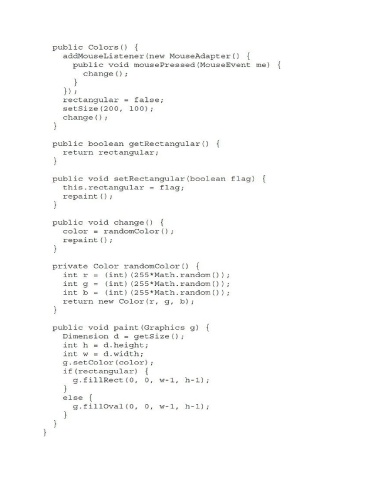 public Colors() {
addMouseListener(new MouseAdapter() {
public void mousePressed(MouseEvent me) {
change();
}
});
rectangular = false;
setSize(200, 100);
change();
}
public boolean getRectangular() {
return rectangular;
}
public void setRectangular(boolean flag) {
this.rectangular = flag;
repaint();
}
public void change() {
color = randomColor();
repaint();
}
private Color randomColor() {
int r = (int)(255*Math.random());
int g = (int)(255*Math.random());
int b = (int)(255*Math.random());
return new Color(r, g, b);
}
public void paint(Graphics g) {
Dimension d = getSize();
int h = d.height;
int w = d.width;
g.setColor(color);
if(rectangular) {
g.fillRect(0, 0, w-1, h-1);
}
else {
g.fillOval(0, 0, w-1, h-1);
}
}
}